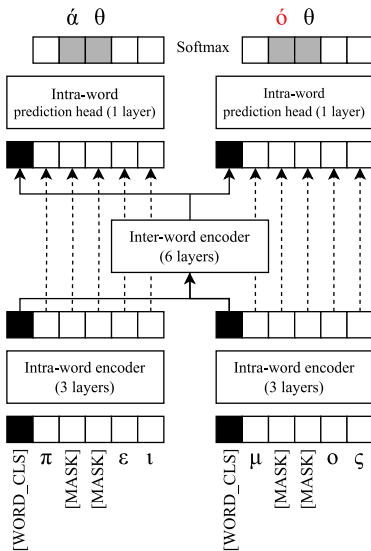 ά θ ό θ
Softmax
Intra-word
prediction head (1 layer)
Intra-word
prediction head (1 layer)
Inter-word encoder
(6 layers)
Intra-word encoder
(3 layers)
Intra-word encoder
(3 layers)
[WORD_CLS] π [MASK] [MASK] ε ι
[WORD_CLS] μ [MASK] [MASK] ο ς